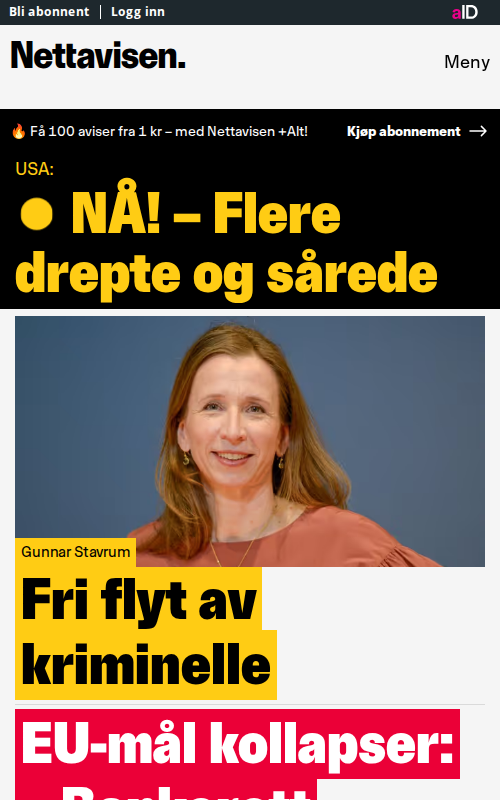 Bli abonnent | Logg inn
aID
Nettavisen.
Meny
🔥 Få 100 aviser fra 1 kr – med Nettavisen +Alt! Kjøp abonnement →
USA:
NÅ! – Flere
drepte og sårede
Gunnar Stavrum
Fri flyt av
kriminelle
EU-mål kollapser: